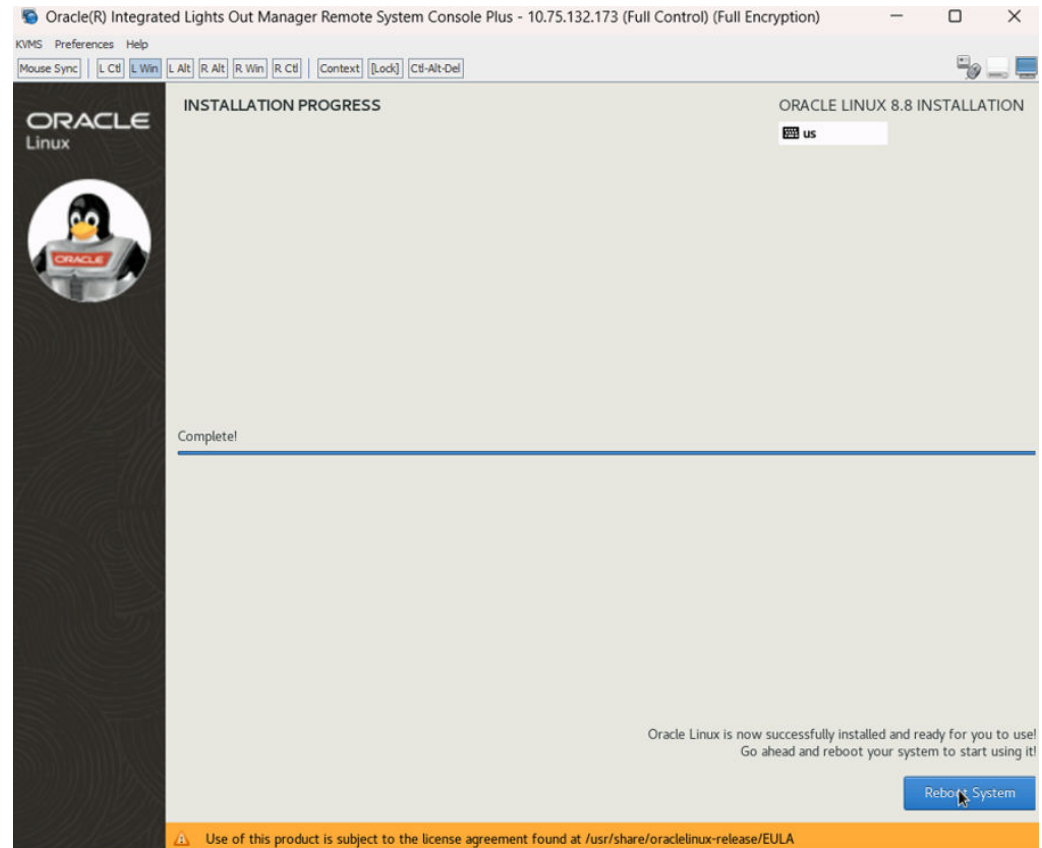 Oracle(R) Integrated Lights Out Manager Remote System Console Plus - 10.75.132.173 (Full Control) (Full Encryption)
KVMS Preferences Help
Mouse Sync L Ctl L Win L Alt R Alt R Win R Ctl Context [Lock] Ctl-Alt-Del
ORACLE
Linux
INSTALLATION PROGRESS
ORACLE LINUX 8.8 INSTALLATION
us
ORACLE
Complete!
Oracle Linux is now successfully installed and ready for you to use!
Go ahead and reboot your system to start using it!
Reboot System
Use of this product is subject to the license agreement found at /usr/share/oraclelinux-release/EULA